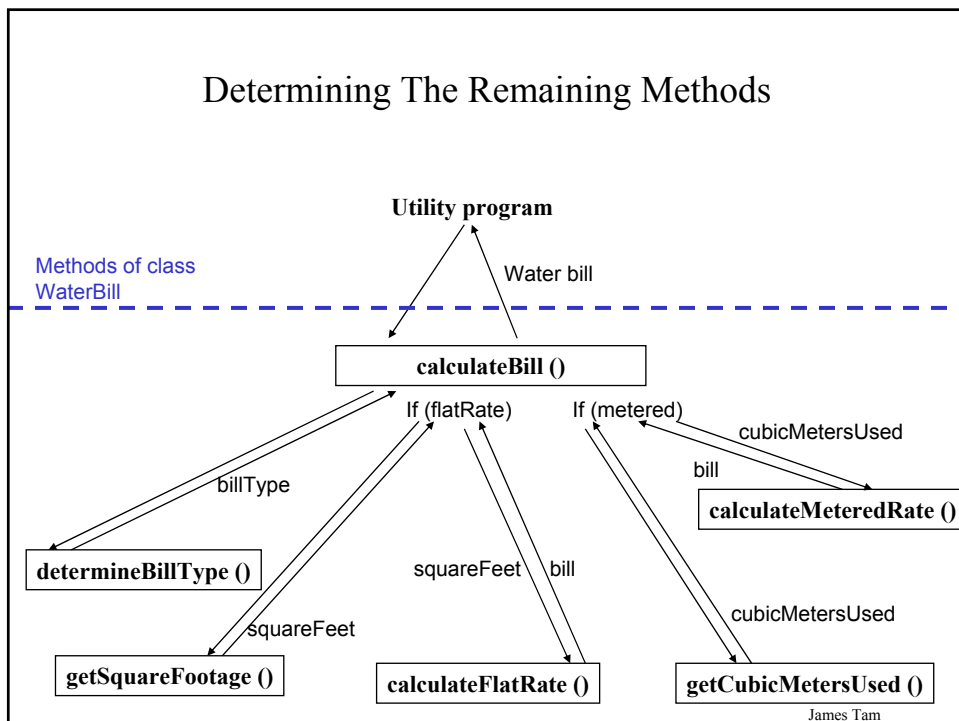 Determining The Remaining Methods
Utility program
Methods of class
WaterBill
Water bill
calculateBill ()
If (flatRate)
If (metered)
cubicMetersUsed
bill
billType
calculateMeteredRate ()
determineBillType ()
squareFeet
bill
cubicMetersUsed
squareFeet
getSquareFootage ()
calculateFlatRate ()
getCubicMetersUsed ()
James Tam